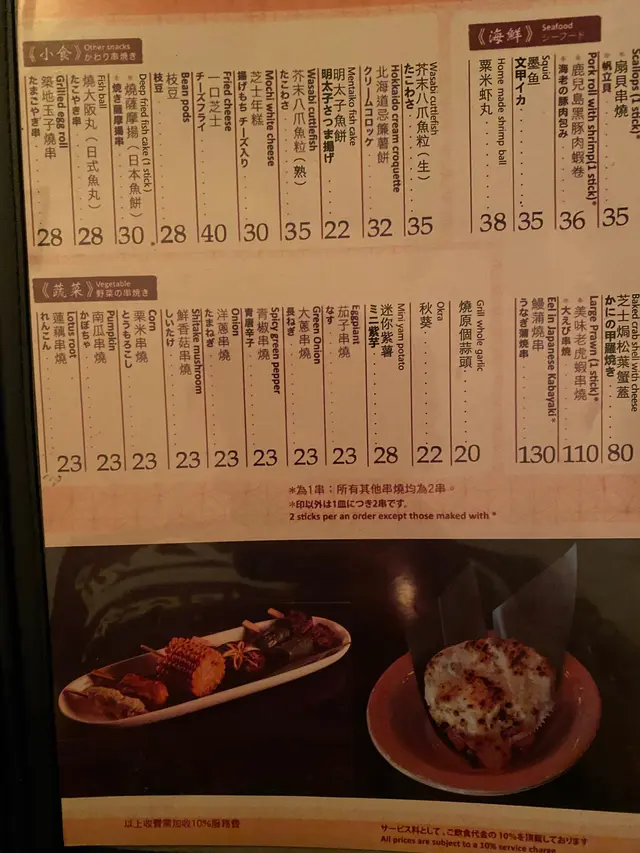 《海鮮》
Seafood
シーフード
Scallops (1 stick)*
扇貝串燒 35
帆立貝
Pork roll with shrimp(1 stick)*
鹿兒島黑豚肉蝦卷 36
海老の豚肉包み
Squid
墨魚 35
文甲イカ
Home made shrimp ball
粟米虾丸 38
Baked crab shell with cheese
芝士焗松葉蟹蓋 80
かにの甲羅焼き
Large Prawn (1 stick)*
美味老虎蝦串燒 110
大えび串焼
Eel in Japanese Kabayaki*
鰻蒲燒串 130
うなぎ蒲焼串
《小食》
Other snacks
かとり串焼き
Wasabi cuttlefish
芥末八爪魚粒（生） 35
たこわさ
Hokkaido cream croquette
北海道忌廉薯餅 32
クリームコロッケ
Mentaiko fish cake
明太子魚餅 22
明太子さつま揚げ
Wasabi cuttlefish
芥末八爪魚粒（熟） 35
たこわさ
Mochi white cheese
芝士年糕 30
揚げもち チーズ入り
Fried cheese
一口芝士 40
チーズフライ
Bean pods
枝豆 28
枝豆
Deep fried fish cake (1 stick)
*燒薩摩揚（日本魚餅） 30
*焼き薩摩揚串
Fish ball
燒大阪丸（日式魚丸） 28
たこやき串
Grilled egg roll
築地玉子燒串 28
たまごやき串
《蔬菜》
Vegetable
野菜の串焼き
Grill whole garlic
燒原個蒜頭 20
Okra
秋葵 22
Mini yam potato
迷你紫薯 28
ミニ紫芋
Eggplant
茄子串燒 23
なす
Green Onion
大蔥串燒 23
長ねぎ
Spicy green pepper
青椒串燒 23
青唐辛子
Onion
洋蔥串燒 23
たまねぎ
Shitake mushroom
鮮香菇串燒 23
しいたけ
Corn
粟米串燒 23
とうもろこし
Pumpkin
南瓜串燒 23
かぼちゃ
Lotus root
蓮藕串燒 23
れんこん
*為1串：所有其他串燒均為2串。
*印以外は1皿につき2串です。
2 sticks per an order except those maked with *
以上收費需加收10%服務費
サービス料として、ご飲食代金の10%を頂戴しております
All prices are subject to a 10% service charge